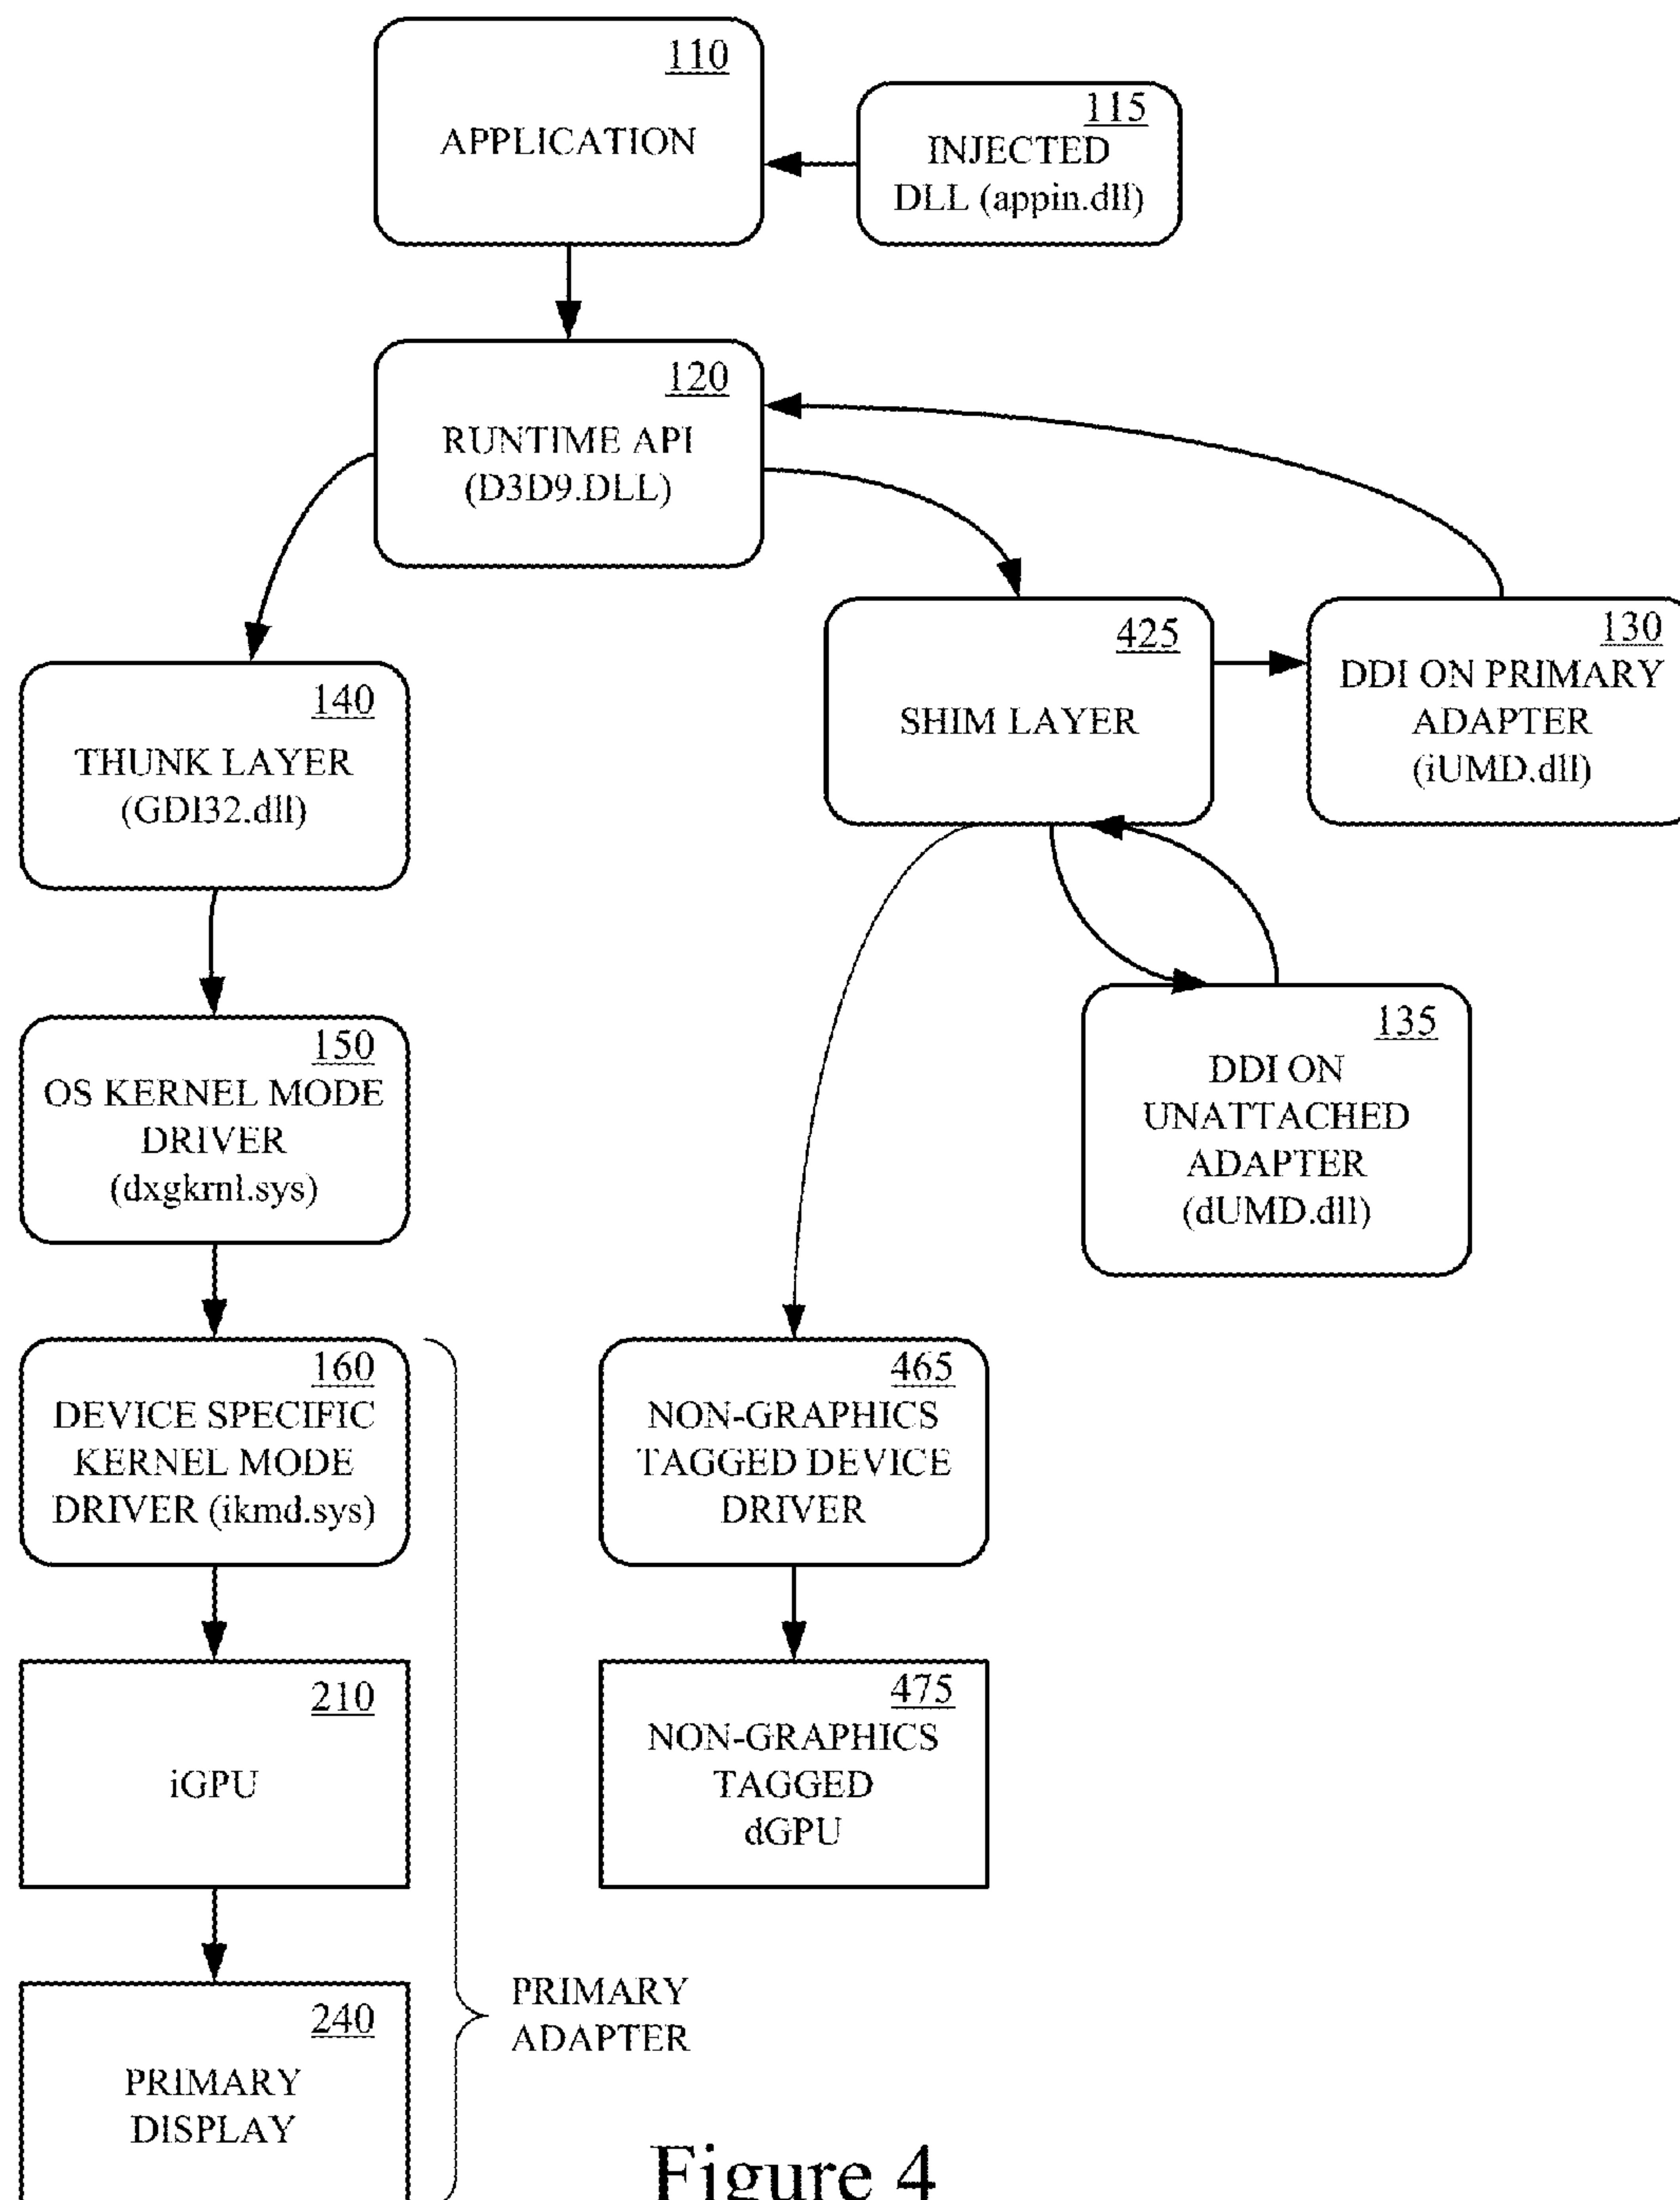 110
APPLICATION
115
INJECTED
DLL (appin.dll)
120
RUNTIME API
(D3D9.DLL)
425
SHIM LAYER
130
DDI ON PRIMARY
ADAPTER
(iUMD.dll)
140
THUNK LAYER
(GDI32.dll)
150
OS KERNEL MODE
DRIVER
(dxgkrnl.sys)
135
DDI ON
UNATTACHED
ADAPTER
(dUMD.dll)
160
DEVICE SPECIFIC
KERNEL MODE
DRIVER (ikmd.sys)
465
NON-GRAPHICS
TAGGED DEVICE
DRIVER
210
iGPU
475
NON-GRAPHICS
TAGGED
dGPU
240
PRIMARY
DISPLAY
PRIMARY
ADAPTER
Figure 4